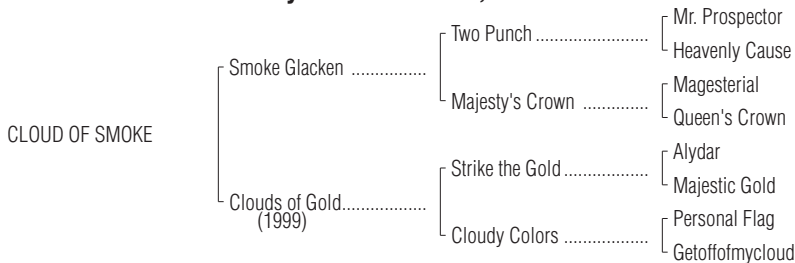 Mr. Prospector
Two Punch ........................
Heavenly Cause
Smoke Glacken ................
Magesterial
Majesty's Crown ..............
Queen's Crown
CLOUD OF SMOKE
Alydar
Strike the Gold ..................
Majestic Gold
Clouds of Gold..................
(1999)
Personal Flag
Cloudy Colors ..................
Getoffofmycloud